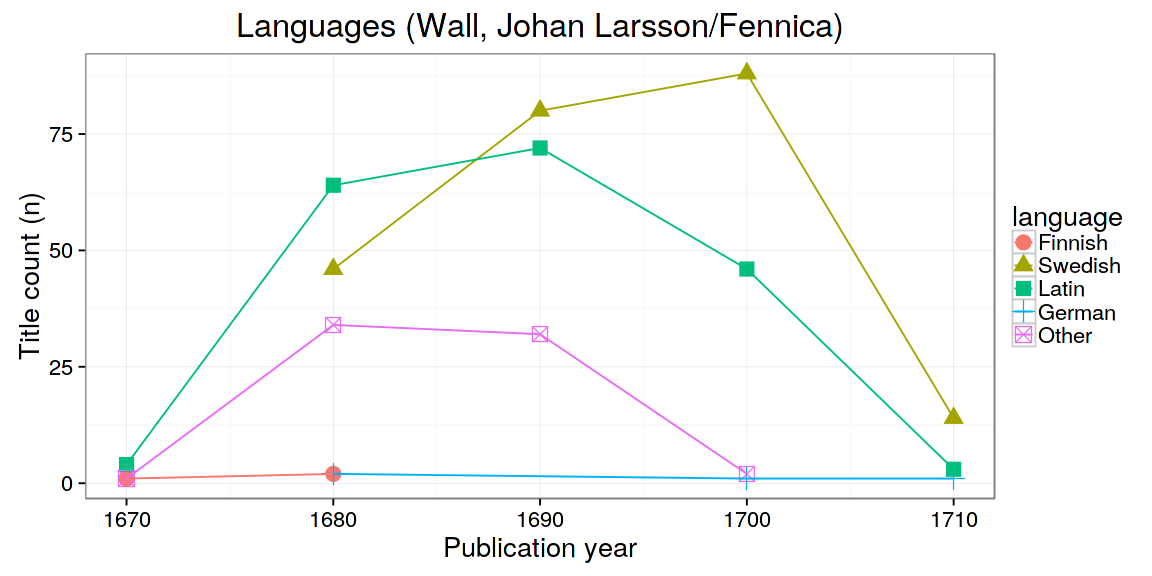 Languages (Wall, Johan Larsson/Fennica)
75
50
25
0
Title count (n)
1670 1680 1690 1700 1710
Publication year
language
Finnish
Swedish
Latin
German
Other